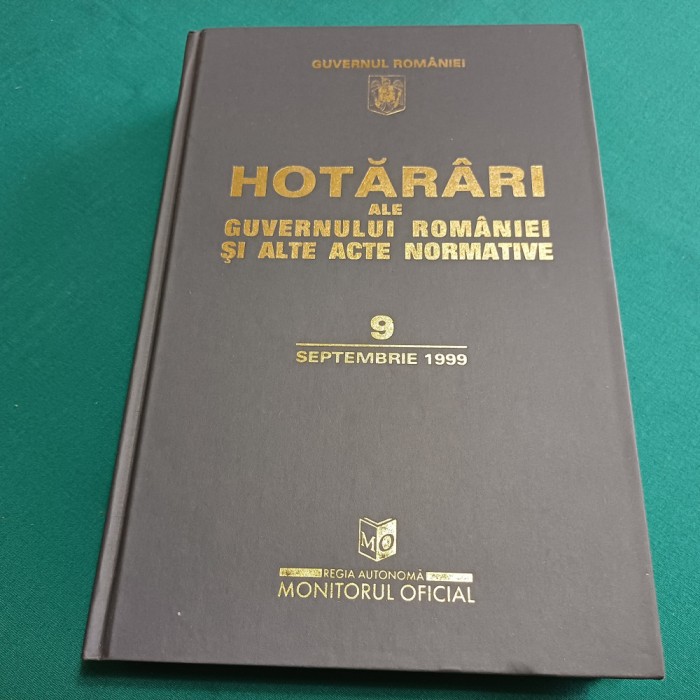 GUVERNUL ROMÂNIEI
HOTĂRÂRI
ALE
GUVERNULUI ROMÂNIEI
ŞI ALTE ACTE NORMATIVE
9
SEPTEMBRIE 1999
MO
REGIA AUTONOMĂ
MONITORUL OFICIAL